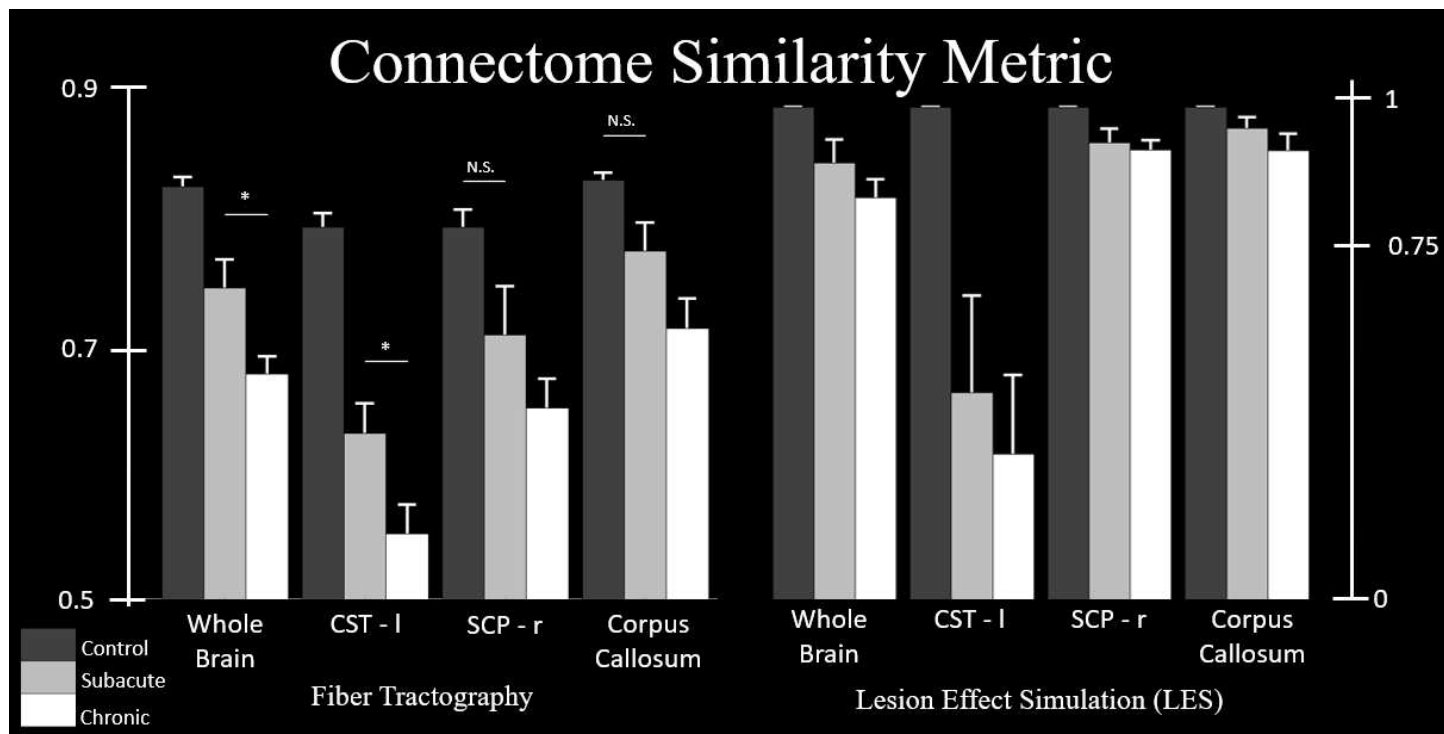 Connectome Similarity Metric
0.9
0.7
0.5
*
*
N.S.
N.S.
1
0.75
0
Whole
Brain
CST - l
SCP - r
Corpus
Callosum
Whole
Brain
CST - l
SCP - r
Corpus
Callosum
Control
Subacute
Chronic
Fiber Tractography
Lesion Effect Simulation (LES)